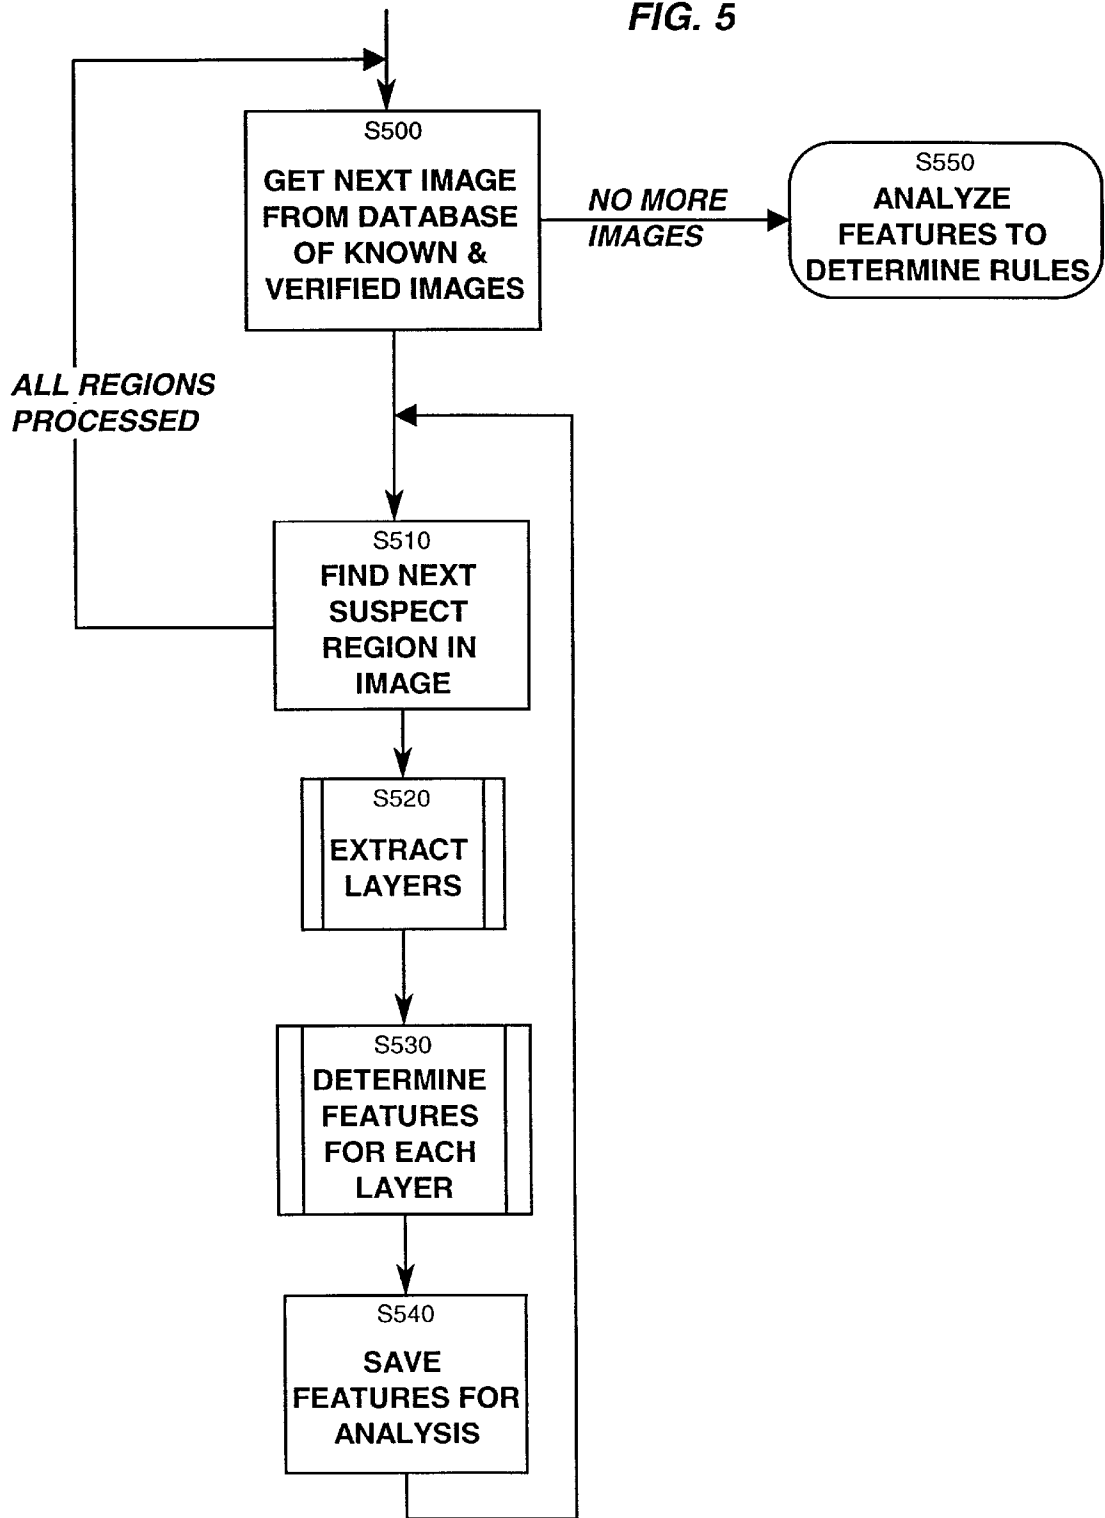 FIG. 5
S500
GET NEXT IMAGE
FROM DATABASE
OF KNOWN &
VERIFIED IMAGES
NO MORE
IMAGES
S550
ANALYZE
FEATURES TO
DETERMINE RULES
ALL REGIONS
PROCESSED
S510
FIND NEXT
SUSPECT
REGION IN
IMAGE
S520
EXTRACT
LAYERS
S530
DETERMINE
FEATURES
FOR EACH
LAYER
S540
SAVE
FEATURES FOR
ANALYSIS